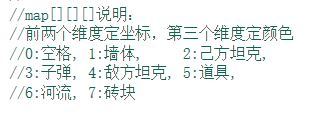 //map[][][]说明：
//前两个维度定坐标，第三个维度定颜色
//0:空格, 1:墙体,    2:己方坦克,
//3:子弹, 4:敌方坦克, 5:道具,
//6:河流, 7:砖块